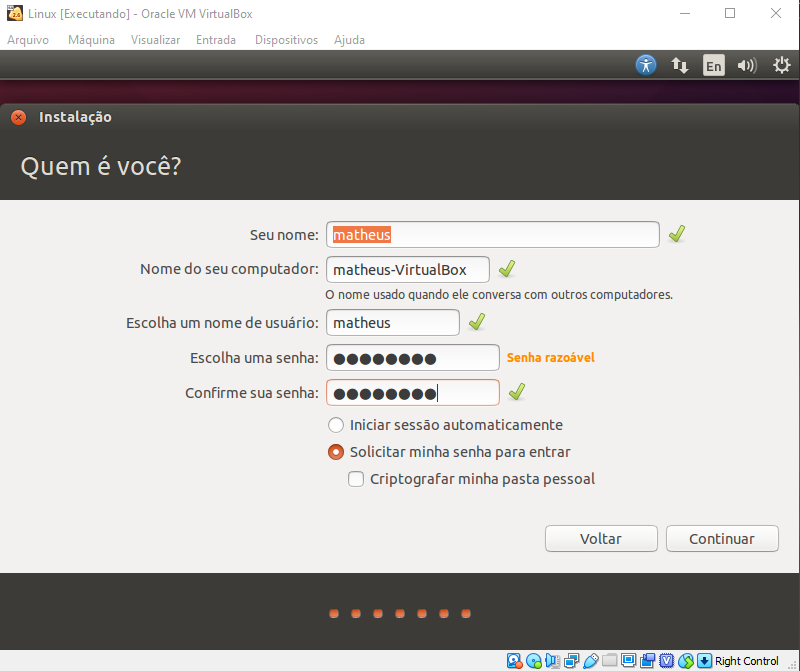 Linux [Executando] - Oracle VM VirtualBox
Arquivo Máquina Visualizar Entrada Dispositivos Ajuda
En
Instalação
Quem é você?
Seu nome: matheus
Nome do seu computador: matheus-VirtualBox
O nome usado quando ele conversa com outros computadores.
Escolha um nome de usuário: matheus
Escolha uma senha: ●●●●●●●● Senha razoável
Confirme sua senha: ●●●●●●●●
Iniciar sessão automaticamente
Solicitar minha senha para entrar
Criptografar minha pasta pessoal
Voltar Continuar
Right Control